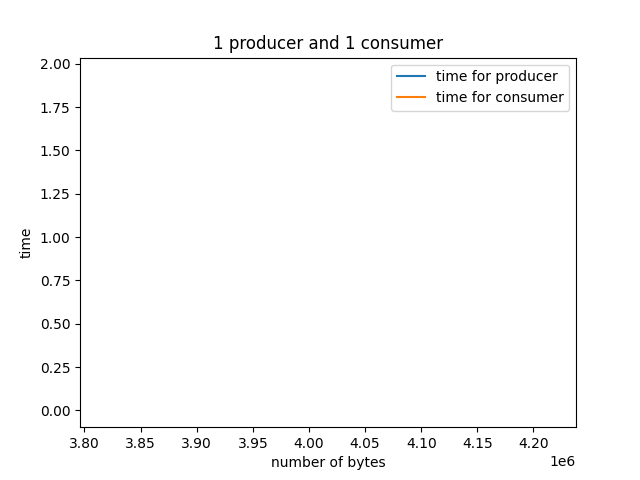 1 producer and 1 consumer
time for producer
time for consumer
2.00
1.75
1.50
1.25
1.00
0.75
0.50
0.25
0.00
time
3.80 3.85 3.90 3.95 4.00 4.05 4.10 4.15 4.20
number of bytes
1e6